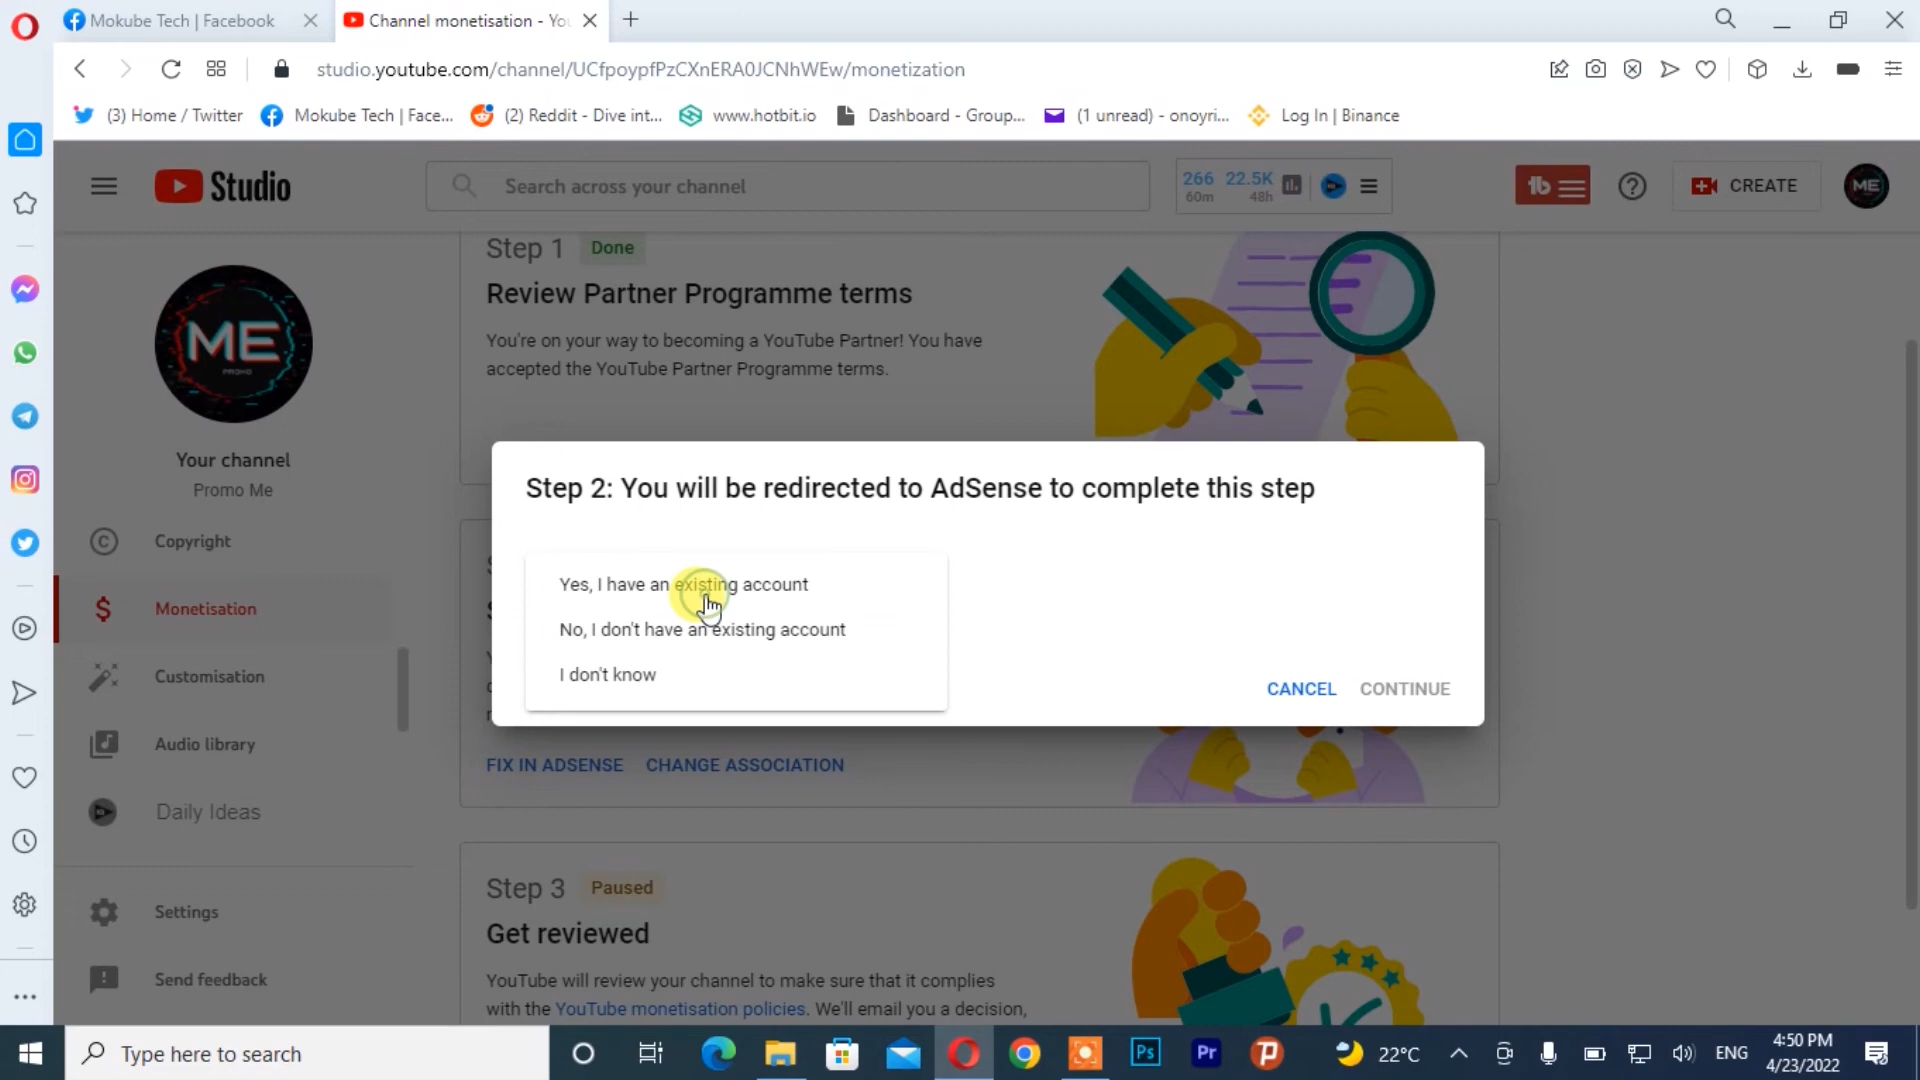 Mokube Tech | Facebook
Channel monetisation - You
studio.youtube.com/channel/UCfpoypfPzCXnERA0JCNhWEw/monetization
(3) Home / Twitter
Mokube Tech | Face...
(2) Reddit - Dive int...
www.hotbit.io
Dashboard - Group...
(1 unread) - onoyri...
Log In | Binance
Studio
Search across your channel
266 22.5K
60m 48h
tb
CREATE
ME
ME
PROMO
Your channel
Promo Me
Copyright
Monetisation
Customisation
Audio library
Daily Ideas
Settings
Send feedback
Step 1 Done
Review Partner Programme terms
You're on your way to becoming a YouTube Partner! You have
accepted the YouTube Partner Programme terms.
Step 2: You will be redirected to AdSense to complete this step
Yes, I have an existing account
No, I don't have an existing account
I don't know
CANCEL CONTINUE
FIX IN ADSENSE CHANGE ASSOCIATION
Step 3 Paused
Get reviewed
YouTube will review your channel to make sure that it complies
with the YouTube monetisation policies. We'll email you a decision,
Type here to search
Ps
Pr
22°C
ENG
4:50 PM
4/23/2022